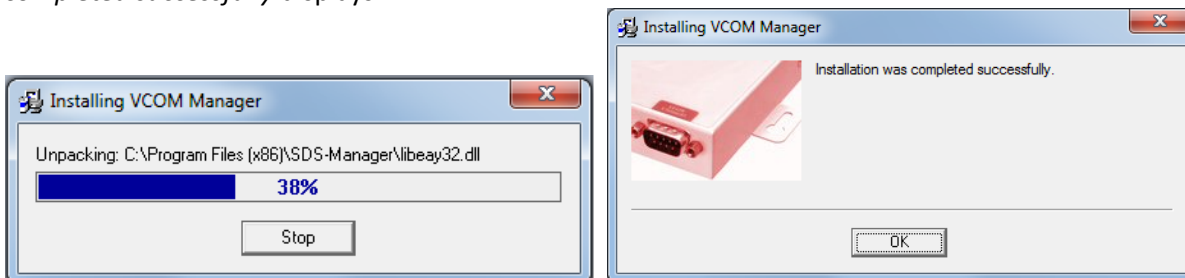 Installing VCOM Manager
Unpacking: C:\Program Files (x86)\SDS-Manager\libeay32.dll
38%
Stop
Installing VCOM Manager
Installation was completed successfully.
OK